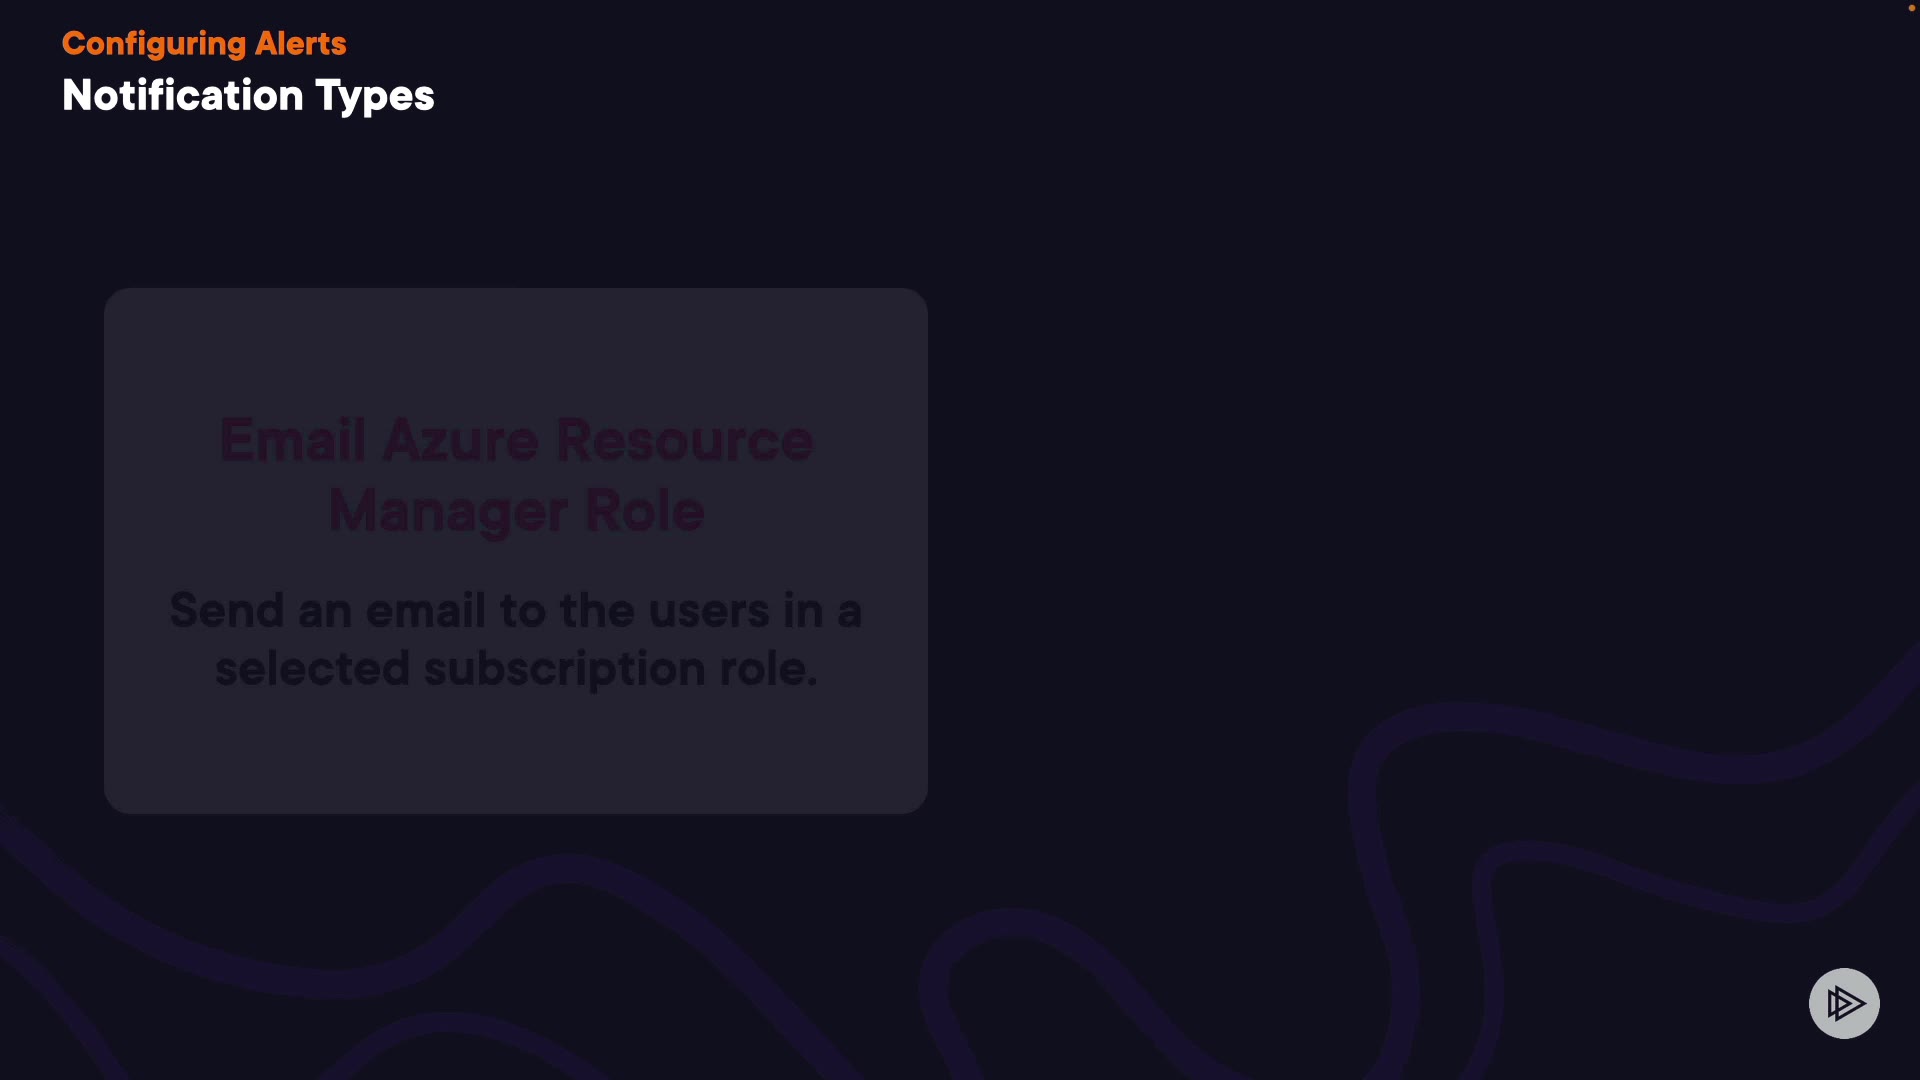 Configuring Alerts
Notification Types
Email Azure Resource
Manager Role
Send an email to the users in a
selected subscription role.